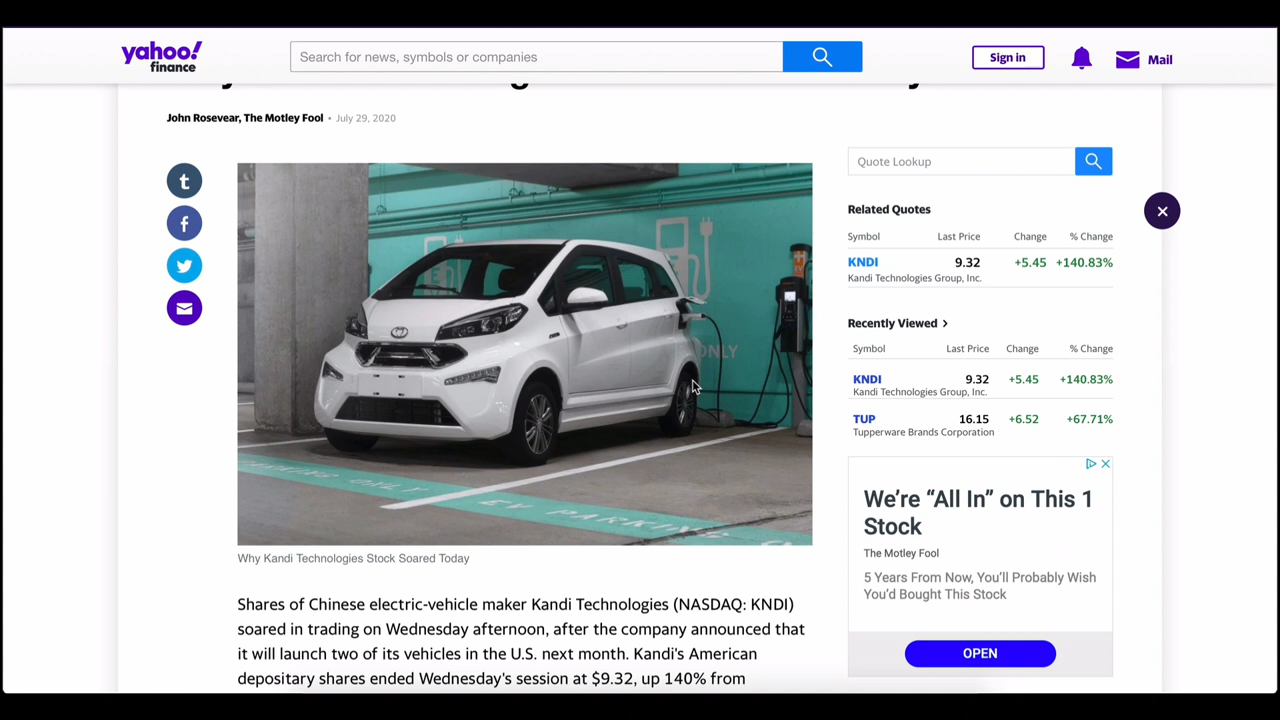 yahoo!
finance
Search for news, symbols or companies
Sign in
Mail
John Rosevear, The Motley Fool • July 29, 2020
t
f
Why Kandi Technologies Stock Soared Today
Shares of Chinese electric-vehicle maker Kandi Technologies (NASDAQ: KNDI)
soared in trading on Wednesday afternoon, after the company announced that
it will launch two of its vehicles in the U.S. next month. Kandi's American
depositary shares ended Wednesday's session at $9.32, up 140% from
ONLY
PARKING ONLY
EV PARKING
Quote Lookup
Related Quotes
Symbol Last Price Change % Change
KNDI 9.32 +5.45 +140.83%
Kandi Technologies Group, Inc.
Recently Viewed >
Symbol Last Price Change % Change
KNDI 9.32 +5.45 +140.83%
Kandi Technologies Group, Inc.
TUP 16.15 +6.52 +67.71%
Tupperware Brands Corporation
We're “All In” on This 1
Stock
The Motley Fool
5 Years From Now, You'll Probably Wish
You'd Bought This Stock
OPEN